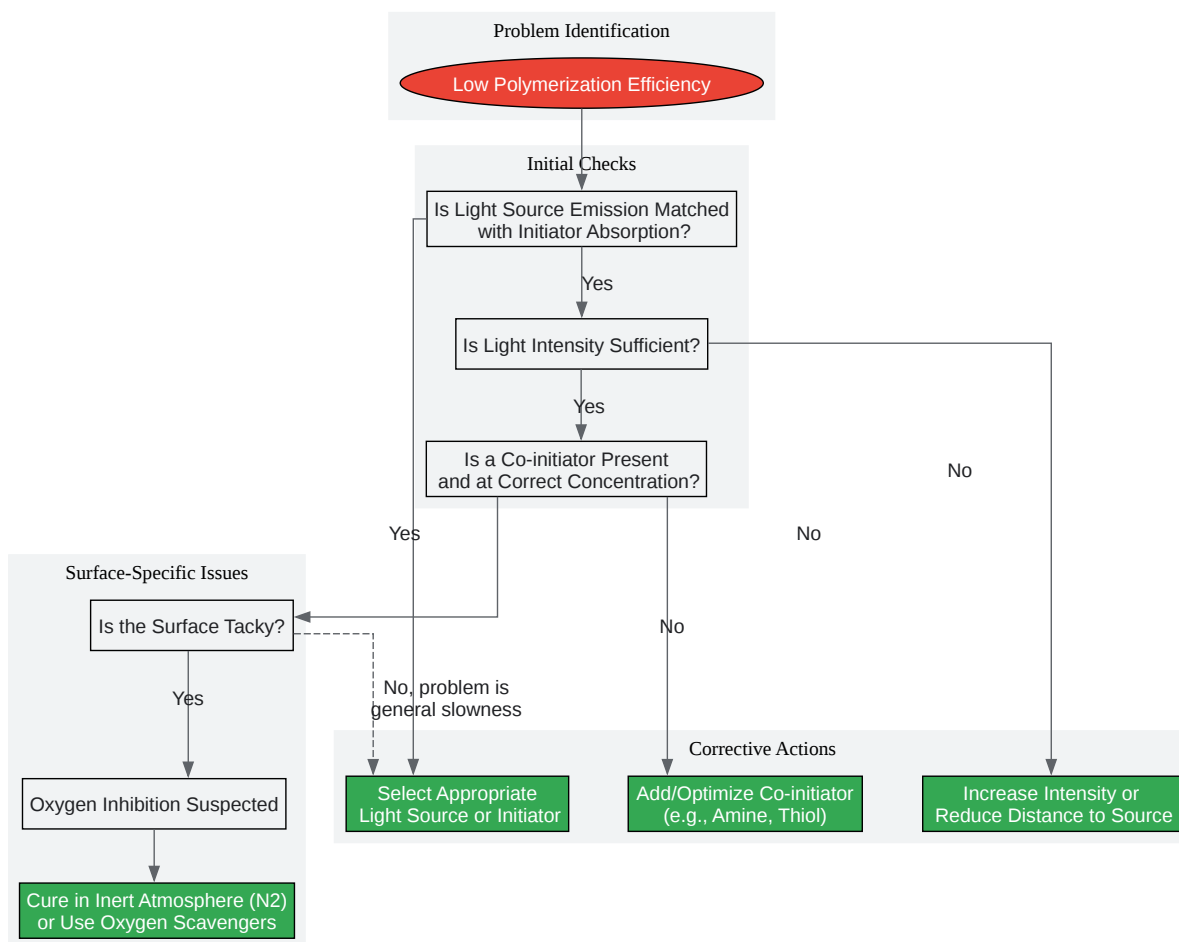 Problem Identification
Low Polymerization Efficiency
Initial Checks
Is Light Source Emission Matched
with Initiator Absorption?
Yes
Is Light Intensity Sufficient?
Yes
Is a Co-initiator Present
and at Correct Concentration?
No
Yes
No
Surface-Specific Issues
Is the Surface Tacky?
No
Yes
No, problem is
general slowness
Corrective Actions
Oxygen Inhibition Suspected
Select Appropriate
Light Source or Initiator
Add/Optimize Co-initiator
(e.g., Amine, Thiol)
Increase Intensity or
Reduce Distance to Source
Cure in Inert Atmosphere (N2)
or Use Oxygen Scavengers